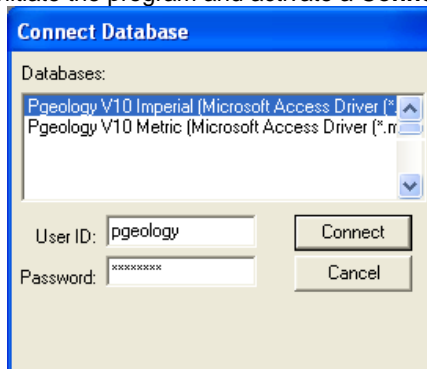 Connect Database
Databases:
Pgeology V10 Imperial (Microsoft Access Driver (*.
Pgeology V10 Metric (Microsoft Access Driver (*.m
User ID: pgeology
Connect
Password: xxxxxxxx
Cancel